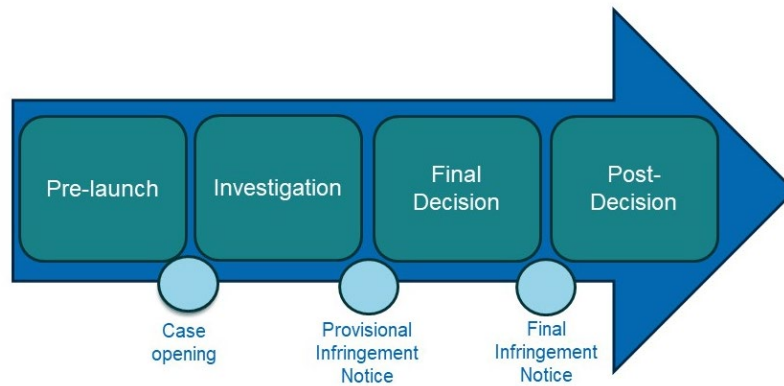 Pre-launch
Investigation
Final
Decision
Post-
Decision
Case
opening
Provisional
Infringement
Notice
Final
Infringement
Notice